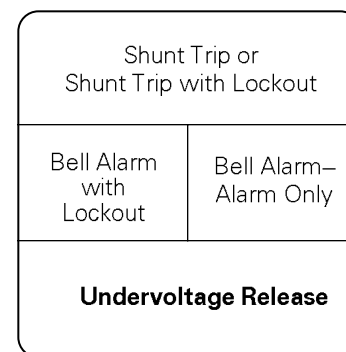 Shunt Trip or
Shunt Trip with Lockout
Bell Alarm
with
Lockout
Bell Alarm–
Alarm Only
Undervoltage Release